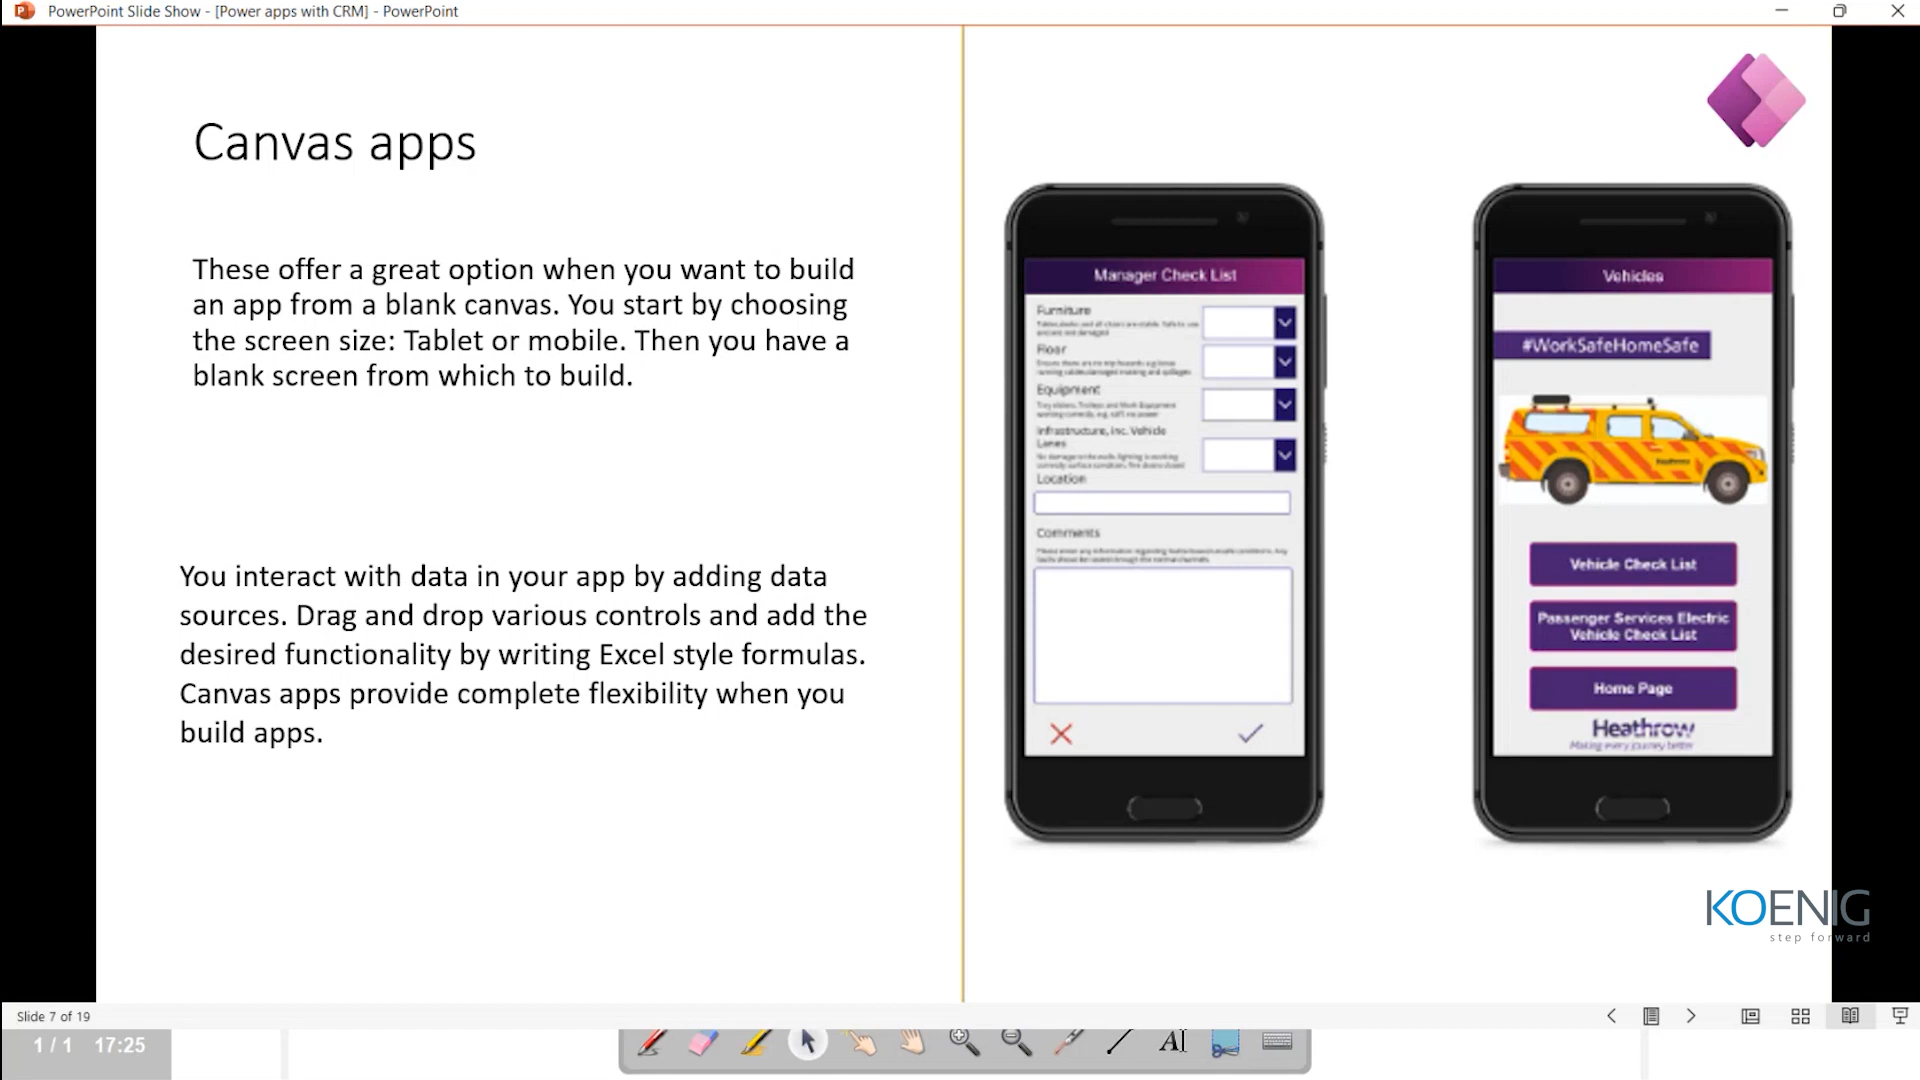 PowerPoint Slide Show - [Power apps with CRM] - PowerPoint
Canvas apps
These offer a great option when you want to build
an app from a blank canvas. You start by choosing
the screen size: Tablet or mobile. Then you have a
blank screen from which to build.
You interact with data in your app by adding data
sources. Drag and drop various controls and add the
desired functionality by writing Excel style formulas.
Canvas apps provide complete flexibility when you
build apps.
Manager Check List
Furniture
Floor
Equipment
Infrastructure, inc. Vehicle
Lanes
Location
Comments
Vehicles
#WorkSafeHomeSafe
Vehicle Check List
Passenger Services Electric
Vehicle Check List
Home Page
Heathrow
Making every journey better
KOENIG
step forward
Slide 7 of 19
1 / 1 17:25